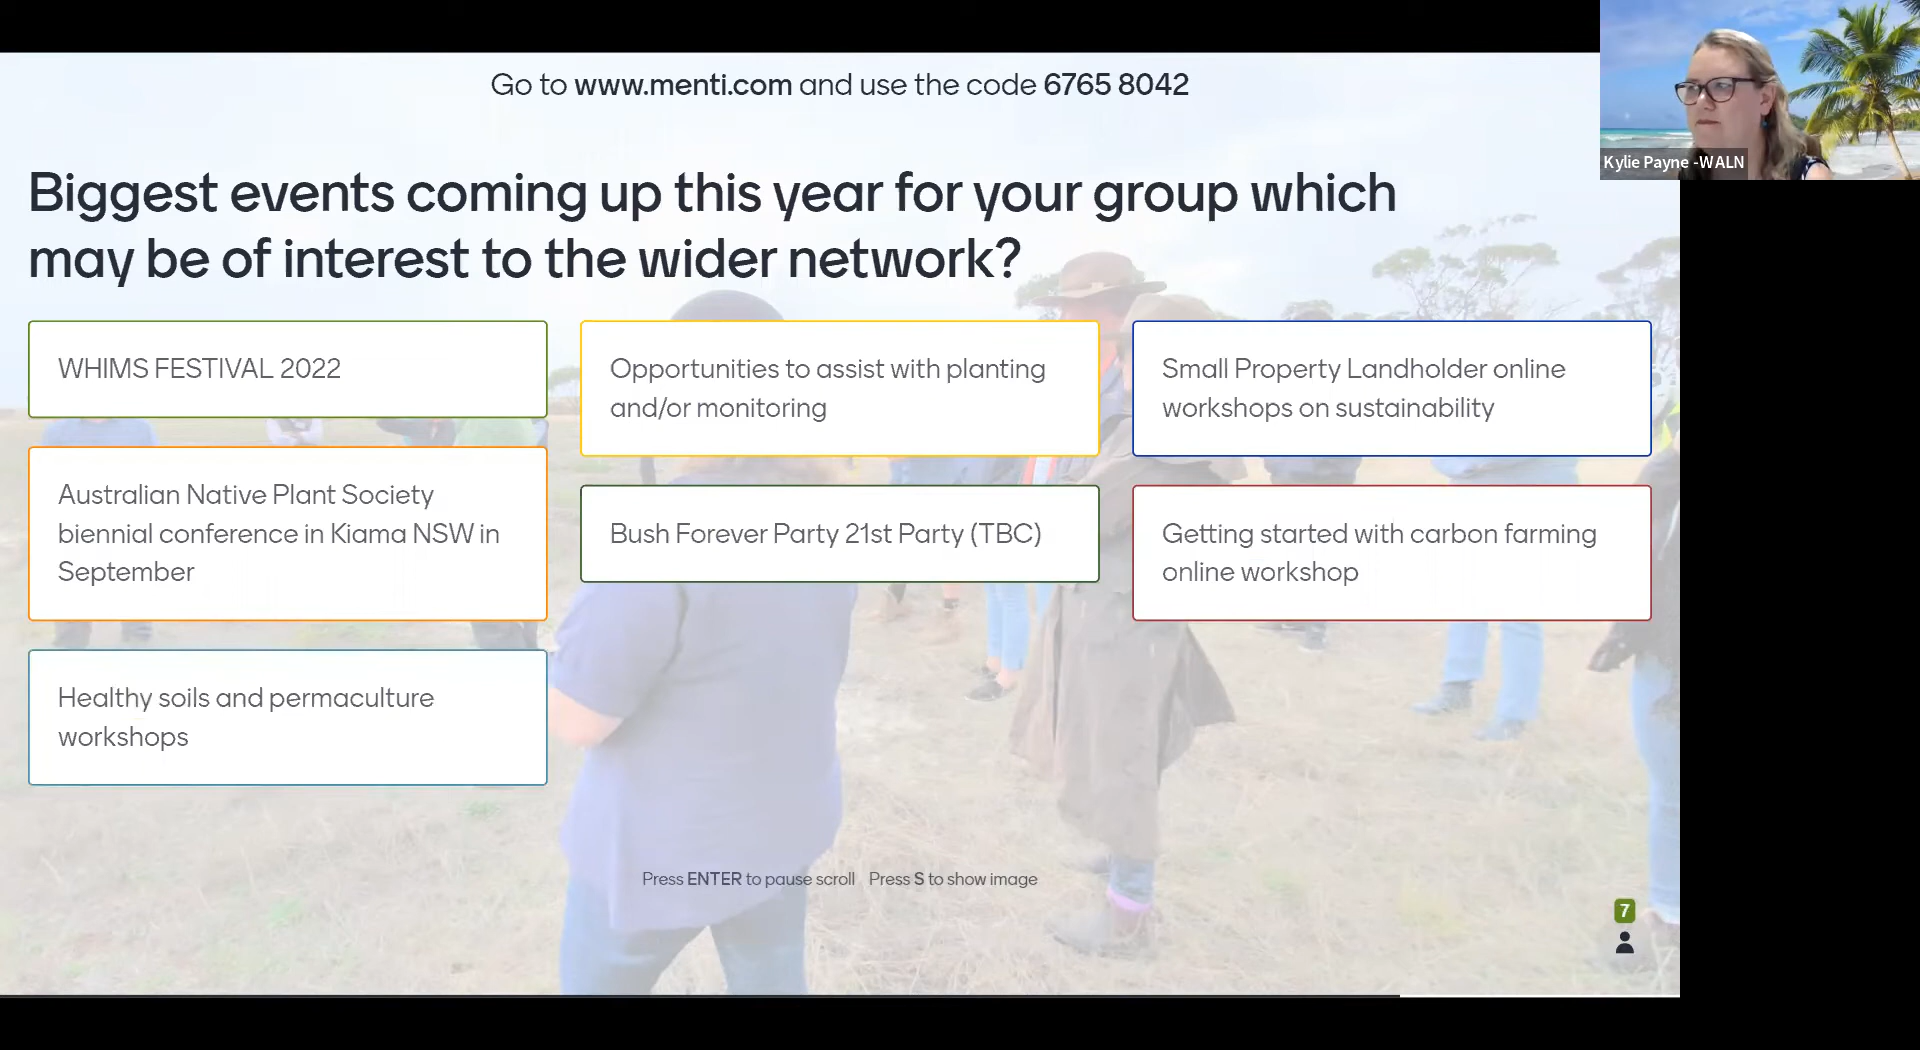 Go to www.menti.com and use the code 6765 8042
Kylie Payne -WALN
Biggest events coming up this year for your group which
may be of interest to the wider network?
WHIMS FESTIVAL 2022
Australian Native Plant Society
biennial conference in Kiama NSW in
September
Healthy soils and permaculture
workshops
Opportunities to assist with planting
and/or monitoring
Bush Forever Party 21st Party (TBC)
Small Property Landholder online
workshops on sustainability
Getting started with carbon farming
online workshop
Press ENTER to pause scroll Press S to show image
7